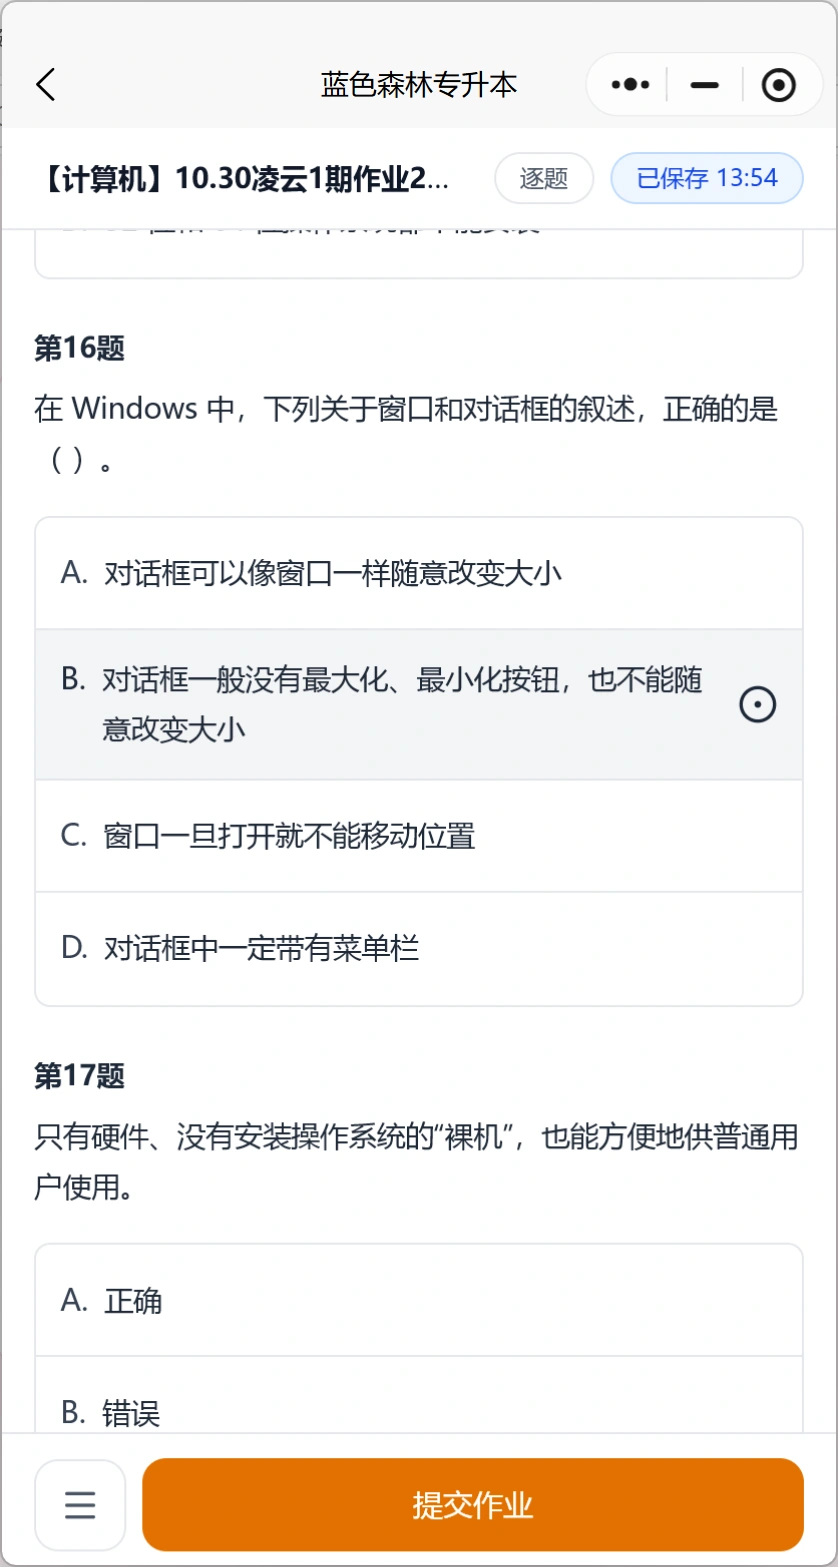 蓝色森林专升本
【计算机】10.30凌云1期作业2...
逐题
已保存 13:54
第16题
在 Windows 中，下列关于窗口和对话框的叙述，正确的是
（ ）。
A. 对话框可以像窗口一样随意改变大小
B. 对话框一般没有最大化、最小化按钮，也不能随
意改变大小
C. 窗口一旦打开就不能移动位置
D. 对话框中一定带有菜单栏
第17题
只有硬件、没有安装操作系统的“裸机”，也能方便地供普通用
户使用。
A. 正确
B. 错误
提交作业